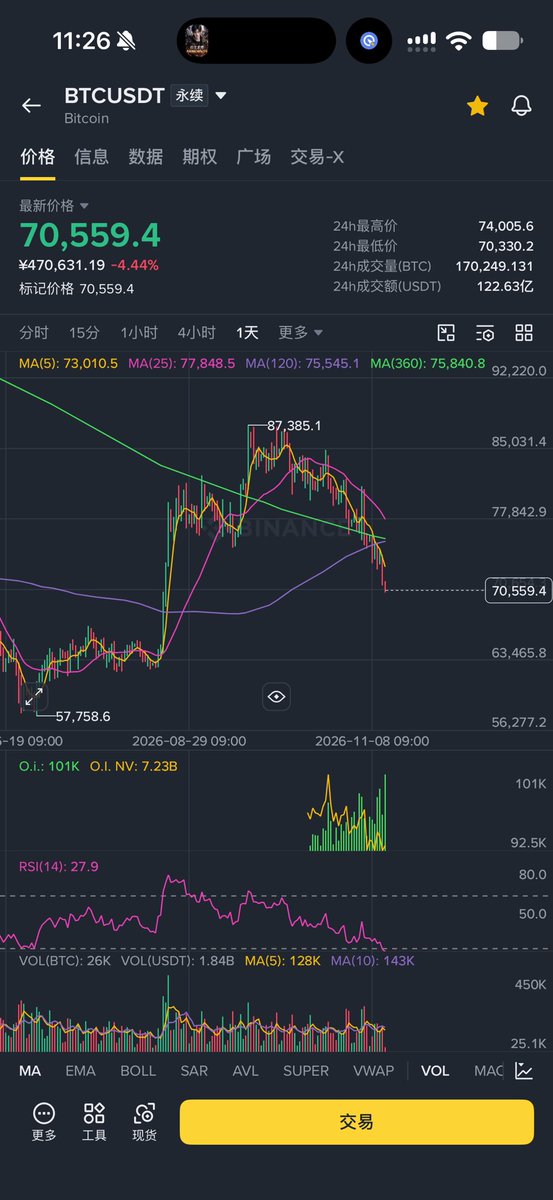 11:26
BTCUSDT 永续
Bitcoin
价格 信息 数据 期权 广场 交易-X
最新价格
70,559.4
¥470,631.19 -4.44%
标记价格 70,559.4
24h最高价 74,005.6
24h最低价 70,330.2
24h成交量(BTC) 170,249.131
24h成交额(USDT) 122.63亿
分时 15分 1小时 4小时 1天 更多
MA(5): 73,010.5 MA(25): 77,848.5 MA(120): 75,545.1 MA(360): 75,840.8
92,220.0
87,385.1
85,031.4
77,842.9
BINANCE
70,559.4
63,465.8
57,758.6
56,277.2
-19 09:00 2026-08-29 09:00 2026-11-08 09:00
O.i.: 101K O.I. NV: 7.23B
101K
92.5K
RSI(14): 27.9
80.0
50.0
VOL(BTC): 26K VOL(USDT): 1.84B MA(5): 128K MA(10): 143K
450K
25.1K
MA EMA BOLL SAR AVL SUPER VWAP VOL MAC
更多 工具 现货 交易